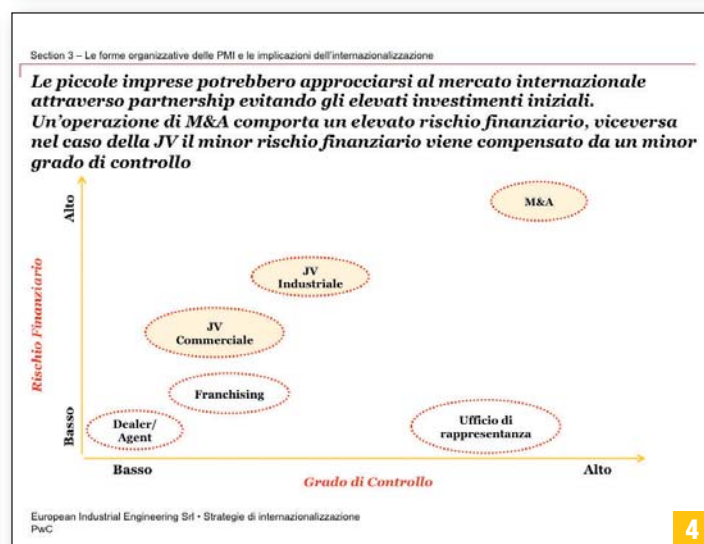 Section 3 – Le forme organizzative delle PMI e le implicazioni dell'internazionalizzazione
Le piccole imprese potrebbero approcciarsi al mercato internazionale
attraverso partnership evitando gli elevati investimenti iniziali.
Un'operazione di M&A comporta un elevato rischio finanziario, viceversa
nel caso della JV il minor rischio finanziario viene compensato da un minor
grado di controllo
Rischio Finanziario
Alto
Basso
M&A
JV
Industriale
JV
Commerciale
Franchising
Dealer/
Agent
Ufficio di
rappresentanza
Basso
Alto
Grado di Controllo
European Industrial Engineering Srl • Strategie di internazionalizzazione
PwC
4